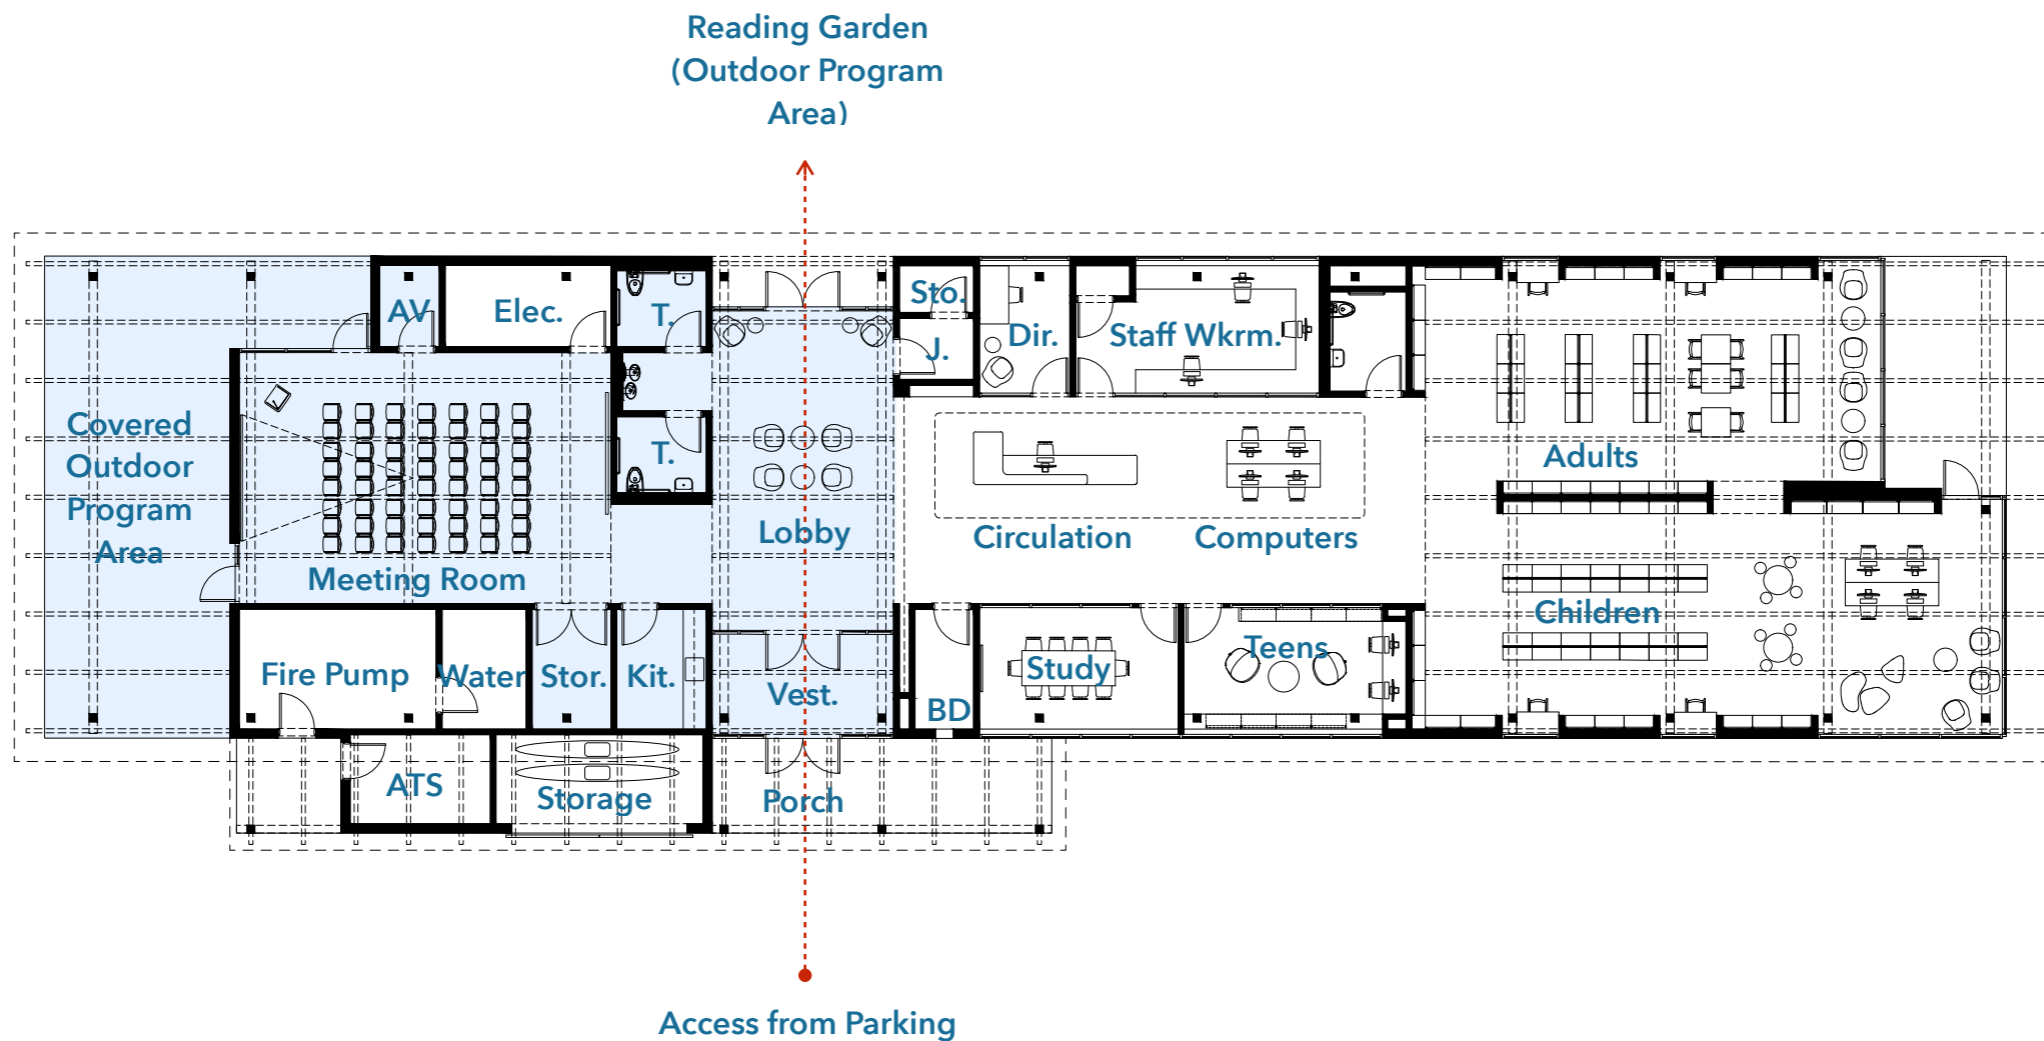 Reading Garden
(Outdoor Program
Area)
AV
Elec.
T.
Sto.
J.
Dir.
Staff Wkrm.
Covered
Outdoor
Program
Area
T.
Lobby
Meeting Room
Circulation
Computers
Adults
Children
Fire Pump
Water
Stor.
Kit.
Vest.
BD
Study
Teens
ATS
Storage
Porch
Access from Parking